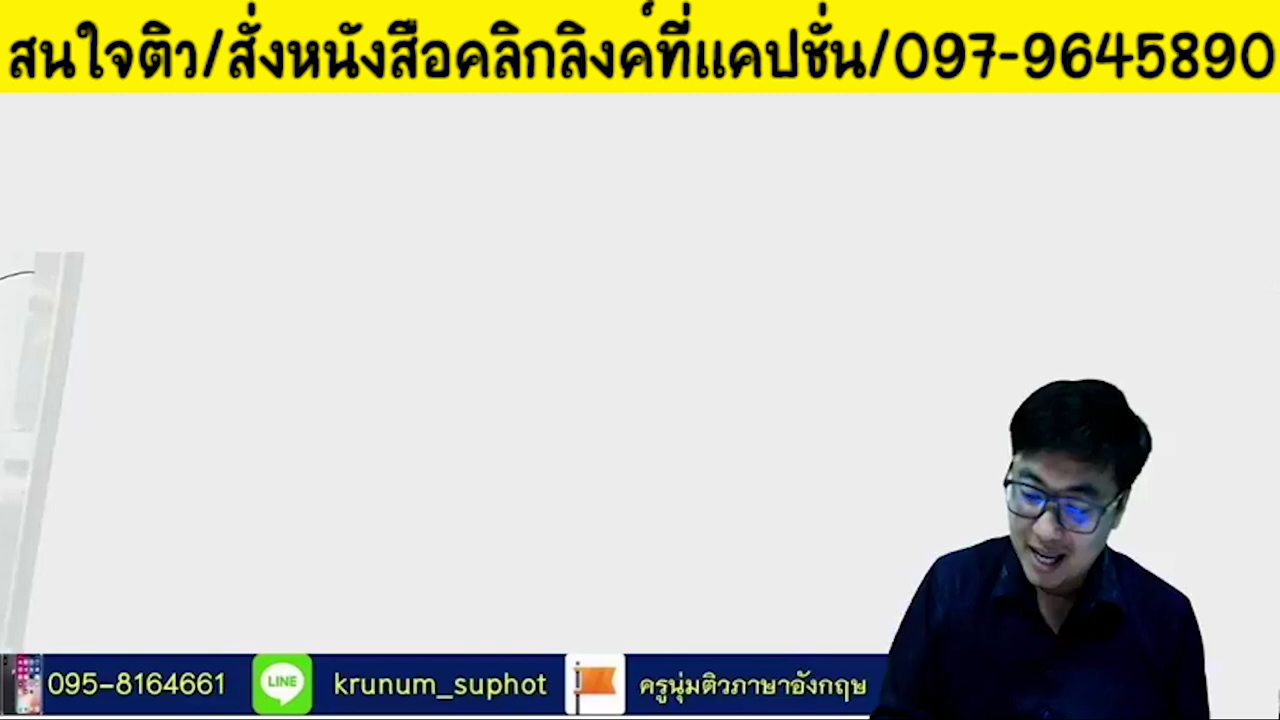 สนใจติว/สั่งหนังสือคลิกลิงค์ที่แคปชั่น/097-9645890
095-8164661 LINE krunum_suphot ครูนุ่มติวภาษาอังกฤษ